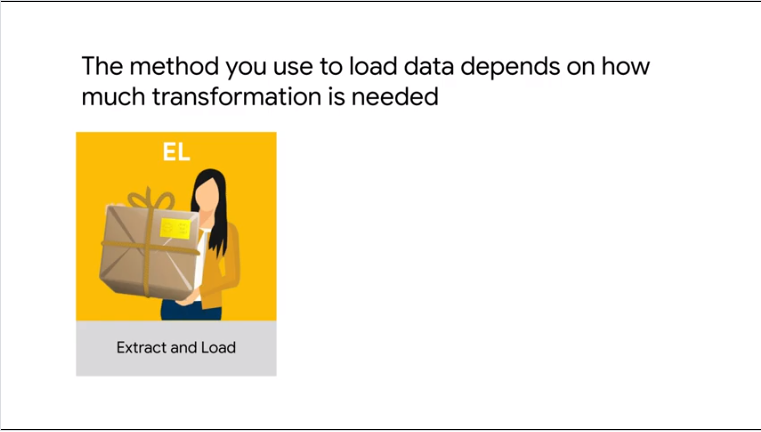 The method you use to load data depends on how
much transformation is needed
EL
Extract and Load